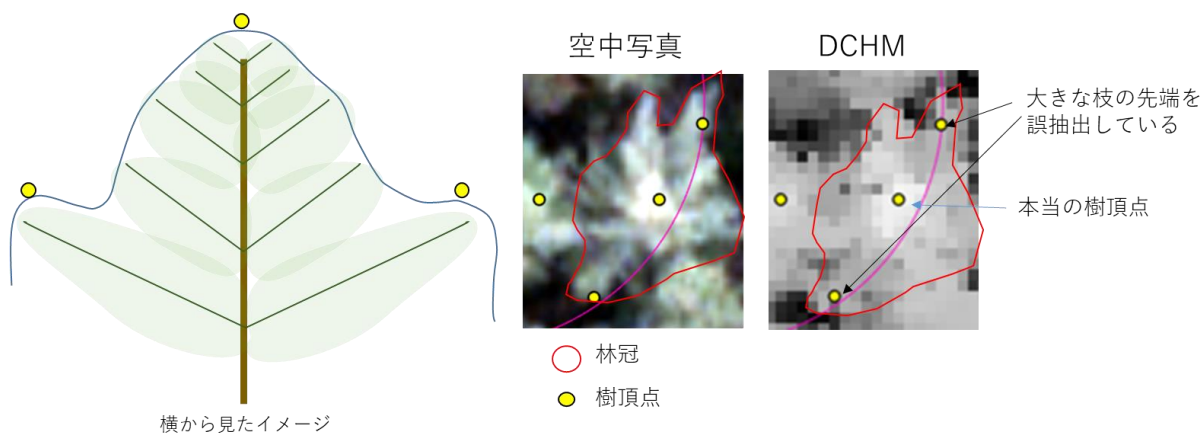 空中写真
DCHM
大きな枝の先端を
誤抽出している
本当の樹頂点
林冠
樹頂点
横から見たイメージ